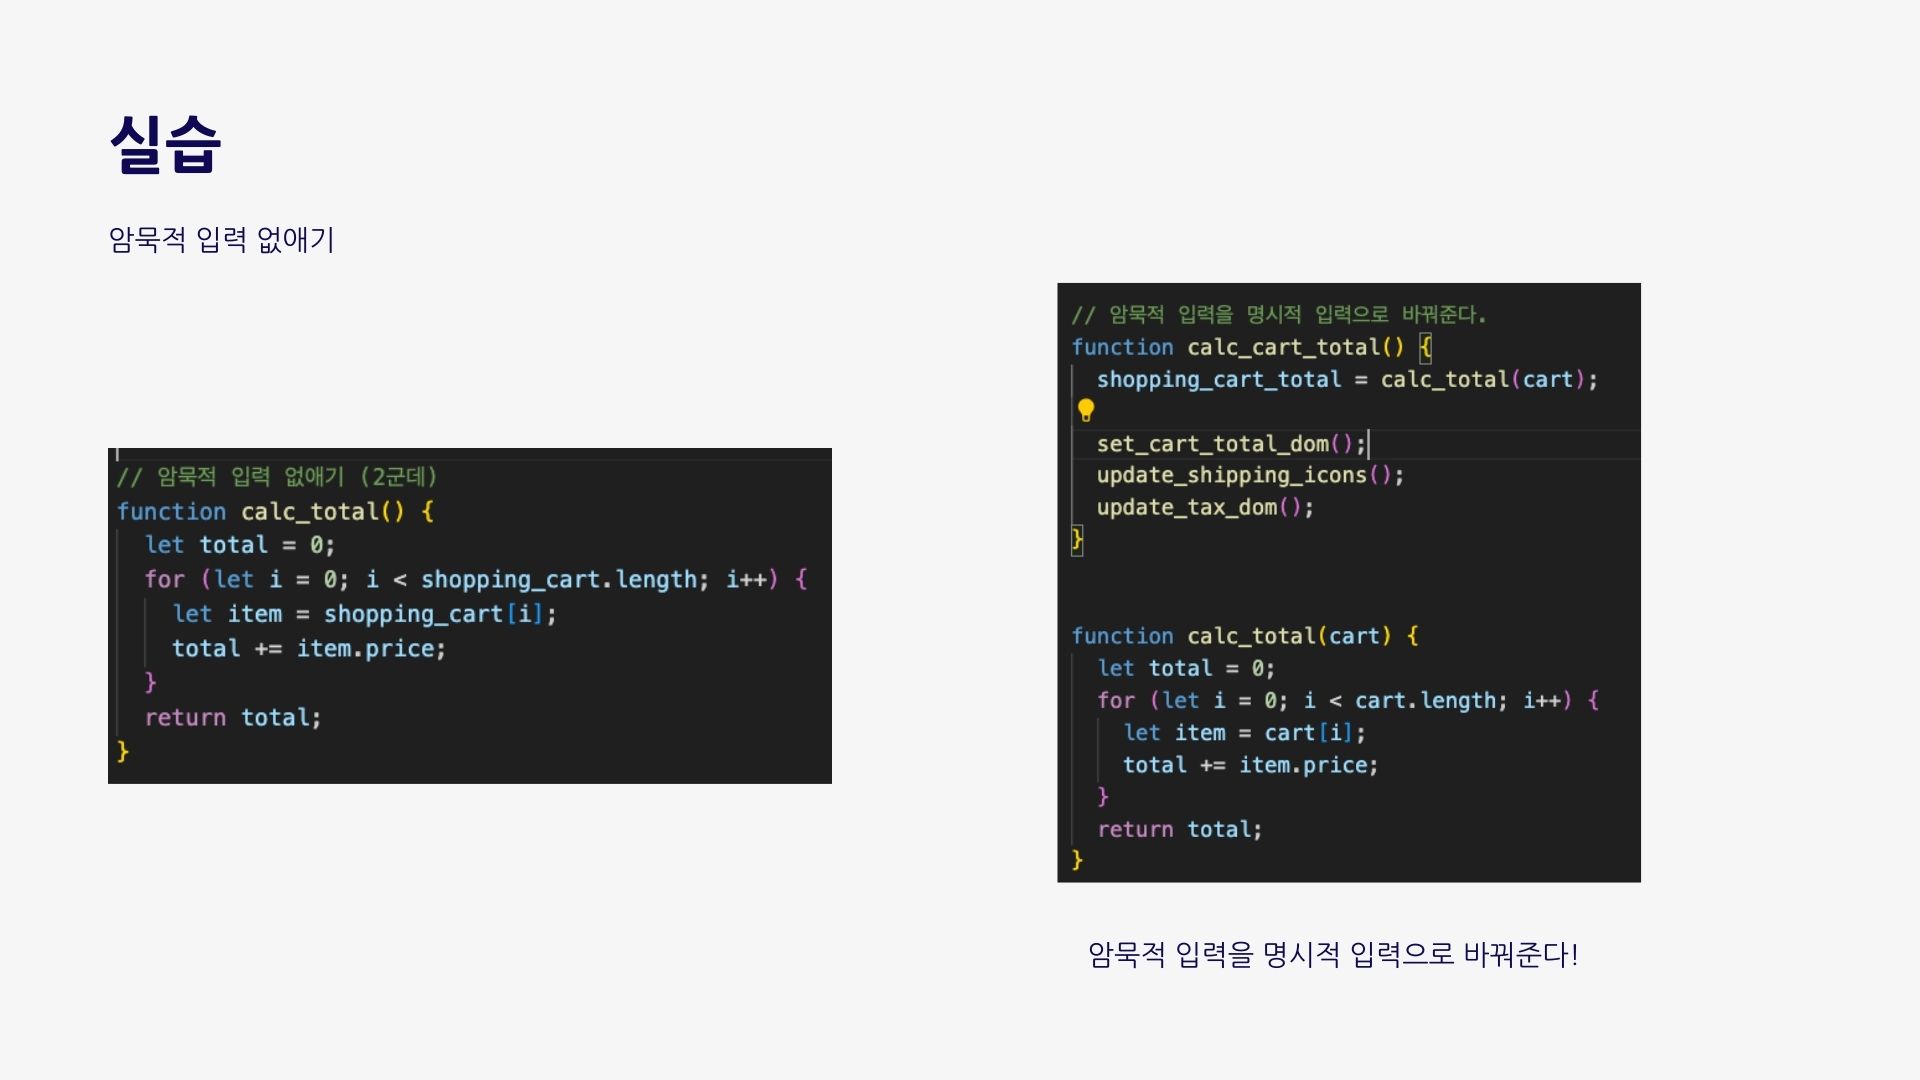 실습
암묵적 입력 없애기
// 암묵적 입력 없애기 (2군데)
function calc_total() {
  let total = 0;
  for (let i = 0; i < shopping_cart.length; i++) {
    let item = shopping_cart[i];
    total += item.price;
  }
  return total;
}
// 암묵적 입력을 명시적 입력으로 바꿔준다.
function calc_cart_total() {
  shopping_cart_total = calc_total(cart);
  set_cart_total_dom();
  update_shipping_icons();
  update_tax_dom();
}
function calc_total(cart) {
  let total = 0;
  for (let i = 0; i < cart.length; i++) {
    let item = cart[i];
    total += item.price;
  }
  return total;
}
암묵적 입력을 명시적 입력으로 바꿔준다!